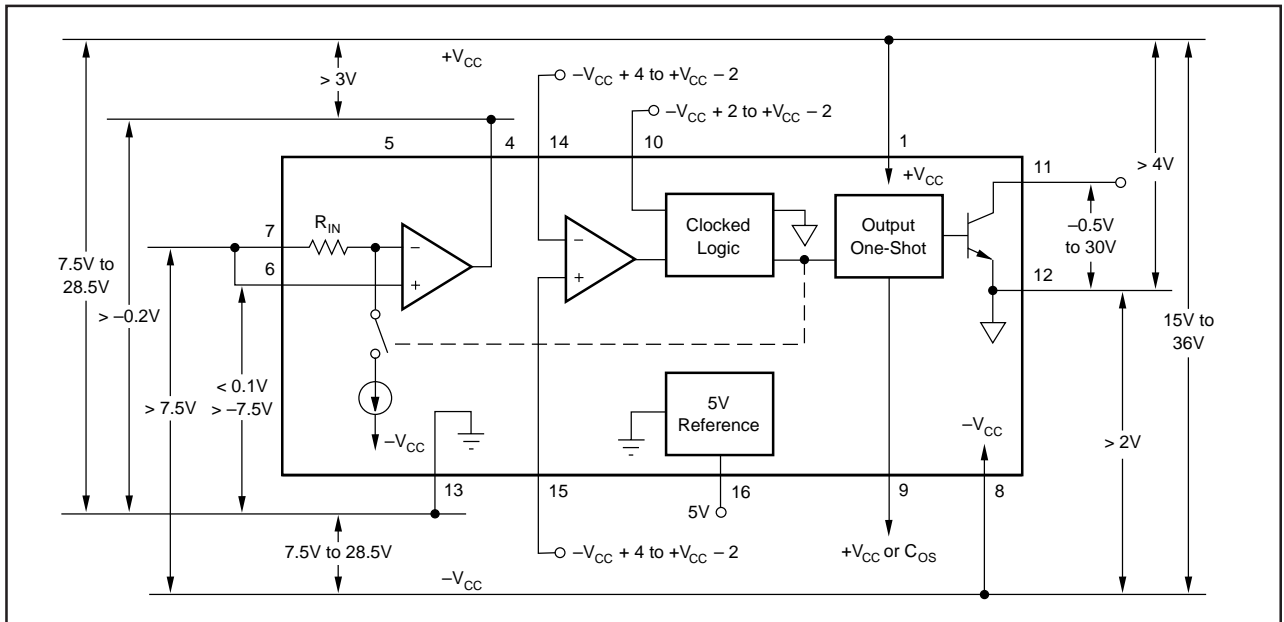 +VCC
> 3V
–VCC + 4 to +VCC – 2
–VCC + 2 to +VCC – 2
5
4
14
10
1
> 4V
11
+VCC
7
RIN
–
–
Clocked
Logic
Output
One-Shot
–0.5V
to 30V
6
+
+
12
7.5V to
28.5V
> –0.2V
15V to
36V
< 0.1V
> –7.5V
> 7.5V
5V
Reference
–VCC
–VCC
> 2V
13
15
16
9
8
5V
7.5V to 28.5V
–VCC + 4 to +VCC – 2
+VCC or COS
–VCC